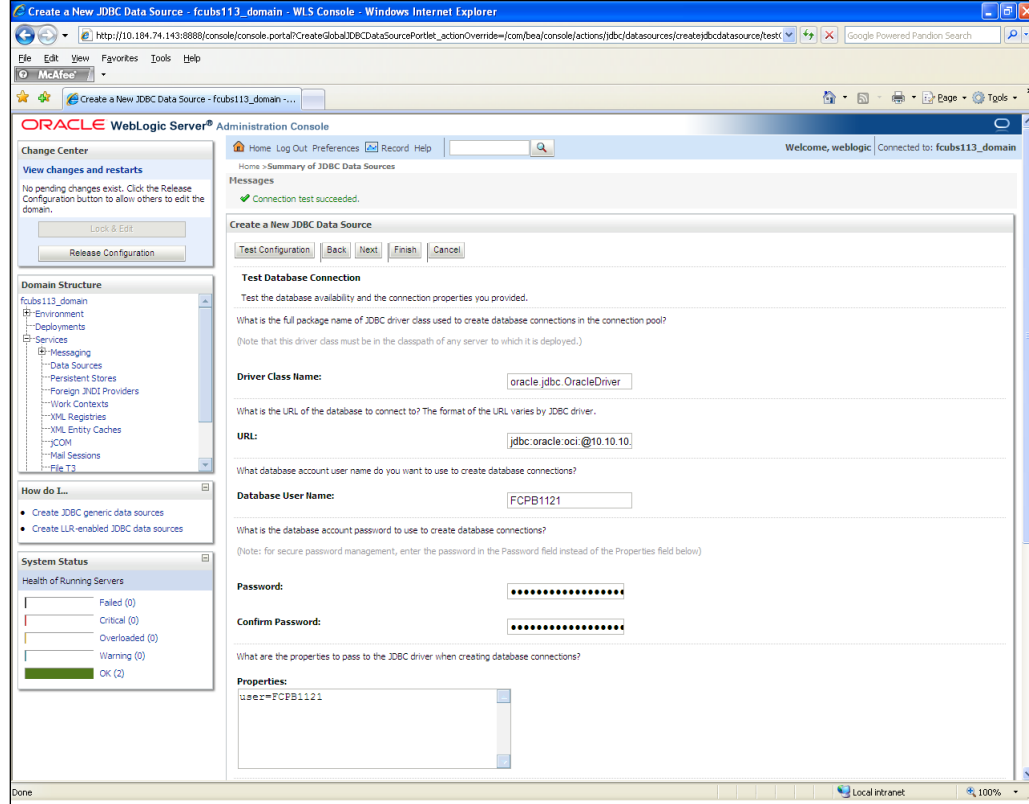 Create a New JDBC Data Source - fcubs113_domain - WLS Console - Windows Internet Explorer
http://10.184.74.143:8888/console/console.portal?CreateGlobalJDBCDataSourcePortlet_actionOverride=/com/bea/console/actions/jdbc/datasources/createjdbcdatasource/test(
Google Powered Pandion Search
File Edit View Favorites Tools Help
McAfee
Create a New JDBC Data Source - fcubs113_domain -...
Page Tools
ORACLE WebLogic Server® Administration Console
Change Center
View changes and restarts
No pending changes exist. Click the Release
Configuration button to allow others to edit the
domain.
Lock & Edit
Release Configuration
Domain Structure
fcubs113_domain
Environment
Deployments
Services
Messaging
Data Sources
Persistent Stores
Foreign JNDI Providers
Work Contexts
XML Registries
XML Entity Caches
jCOM
Mail Sessions
File T3
How do I...
Create JDBC generic data sources
Create LLR-enabled JDBC data sources
System Status
Health of Running Servers
Failed (0)
Critical (0)
Overloaded (0)
Warning (0)
OK (2)
Home Log Out Preferences Record Help
Welcome, weblogic Connected to: fcubs113_domain
Home >Summary of JDBC Data Sources
Messages
Connection test succeeded.
Create a New JDBC Data Source
Test Configuration Back Next Finish Cancel
Test Database Connection
Test the database availability and the connection properties you provided.
What is the full package name of JDBC driver class used to create database connections in the connection pool?
(Note that this driver class must be in the classpath of any server to which it is deployed.)
Driver Class Name: oracle.jdbc.OracleDriver
What is the URL of the database to connect to? The format of the URL varies by JDBC driver.
URL: jdbc:oracle:oci:@10.10.10.
What database account user name do you want to use to create database connections?
Database User Name: FCPB1121
What is the database account password to use to create database connections?
(Note: for secure password management, enter the password in the Password field instead of the Properties field below)
Password:
Confirm Password:
What are the properties to pass to the JDBC driver when creating database connections?
Properties:
user=FCPB1121
Done
Local intranet
100%